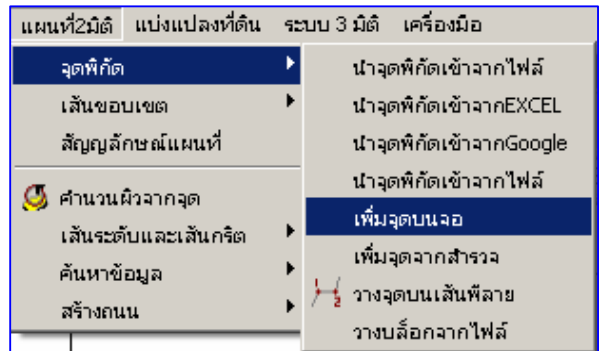 แผนที่2มิติ แบ่งแปลงที่ดิน ระบบ 3 มิติ เครื่องมือ
จุดพิกัด
เส้นขอบเขต
สัญญลักษณ์แผนที่
คำนวนผิวจากจุด
เส้นระดับและเส้นกริต
ค้นหาข้อมูล
สร้างถนน
นำจุดพิกัดเข้าจากไฟล์
นำจุดพิกัดเข้าจากEXCEL
นำจุดพิกัดเข้าจากGoogle
นำจุดพิกัดเข้าจากไฟล์
เพิ่มจุดบนจอ
เพิ่มจุดจากสำรวจ
วางจุดบนเส้นพีลาย
วางบล็อกจากไฟล์